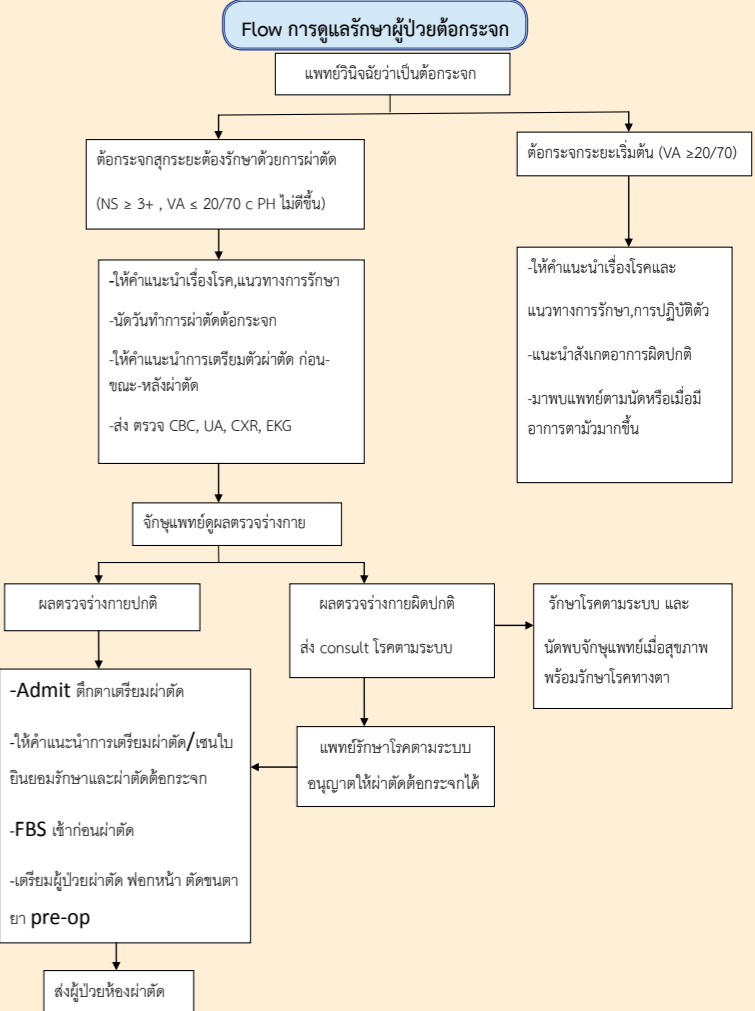 Flow การดูแลรักษาผู้ป่วยต้อกระจก
แพทย์วินิจฉัยว่าเป็นต้อกระจก
ต้อกระจกสุกระยะต้องรักษาด้วยการผ่าตัด
(NS ≥ 3+ , VA ≤ 20/70 c PH ไม่ดีขึ้น)
ต้อกระจกระยะเริ่มต้น (VA ≥20/70)
-ให้คำแนะนำเรื่องโรค,แนวทางการรักษา
-นัดวันทำการผ่าตัดต้อกระจก
-ให้คำแนะนำการเตรียมตัวผ่าตัด ก่อน-
ขณะ-หลังผ่าตัด
-ส่ง ตรวจ CBC, UA, CXR, EKG
-ให้คำแนะนำเรื่องโรคและ
แนวทางการรักษา,การปฏิบัติตัว
-แนะนำสังเกตอาการผิดปกติ
-มาพบแพทย์ตามนัดหรือเมื่อมี
อาการตามัวมากขึ้น
จักษุแพทย์ดูผลตรวจร่างกาย
ผลตรวจร่างกายปกติ
ผลตรวจร่างกายผิดปกติ
ส่ง consult โรคตามระบบ
รักษาโรคตามระบบ และ
นัดพบจักษุแพทย์เมื่อสุขภาพ
พร้อมรักษาโรคทางตา
-Admit ตึกตาเตรียมผ่าตัด
-ให้คำแนะนำการเตรียมผ่าตัด/เซนใบ
ยินยอมรักษาและผ่าตัดต้อกระจก
-FBS เช้าก่อนผ่าตัด
-เตรียมผู้ป่วยผ่าตัด ฟอกหน้า ตัดขนตา
ยา pre-op
แพทย์รักษาโรคตามระบบ
อนุญาตให้ผ่าตัดต้อกระจกได้
ส่งผู้ป่วยห้องผ่าตัด